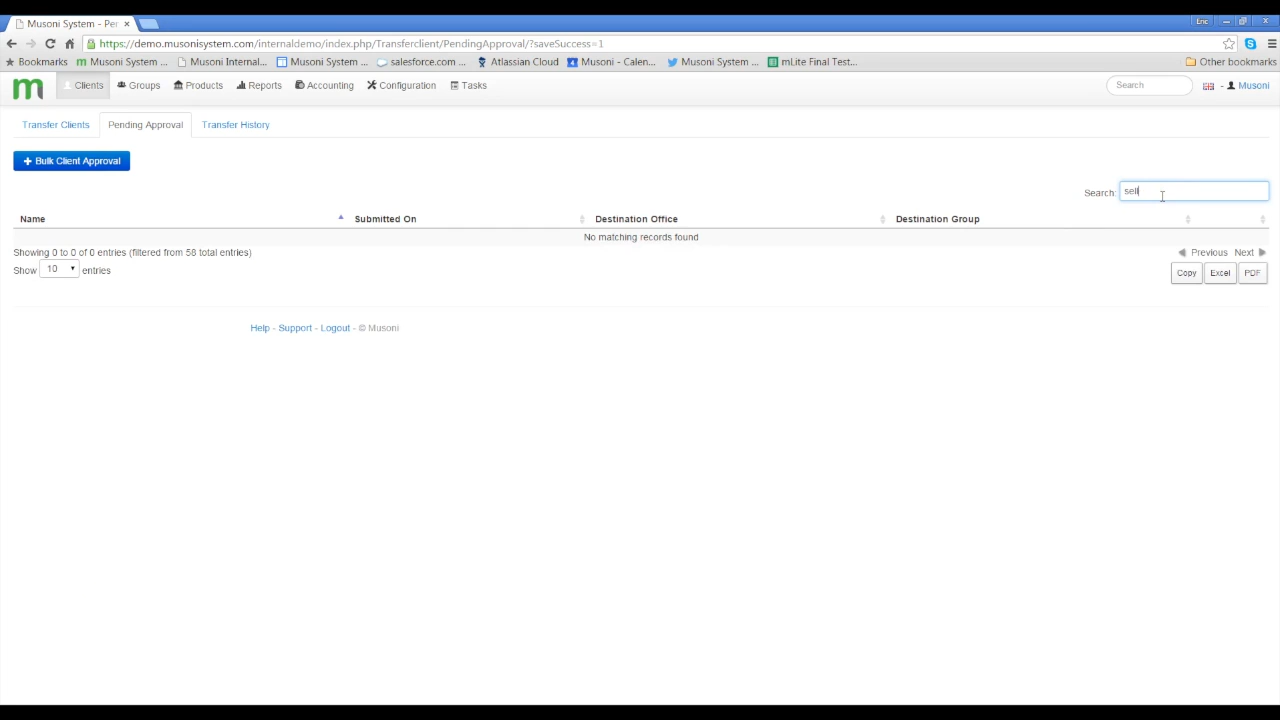 Musoni System - Per
Eric
https://demo.musonisystem.com/internaldemo/index.php/Transferclient/PendingApproval/?saveSuccess=1
Bookmarks Musoni System ... Musoni Internal... Musoni System ... salesforce.com ... Atlassian Cloud Musoni - Calen... Musoni System ... mLite Final Test... Other bookmarks
m Clients Groups Products Reports Accounting Configuration Tasks Search - Musoni
Transfer Clients Pending Approval Transfer History
+ Bulk Client Approval
Search: sell
Name Submitted On Destination Office Destination Group
No matching records found
Showing 0 to 0 of 0 entries (filtered from 58 total entries) Previous Next
Show 10 entries Copy Excel PDF
Help - Support - Logout - © Musoni